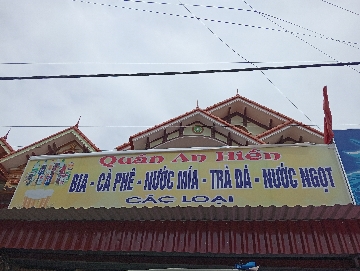 Quán An Hiền
BIA - CÀ PHÊ - NƯỚC MÍA - TRÀ ĐÁ - NƯỚC NGỌT
CÁC LOẠI